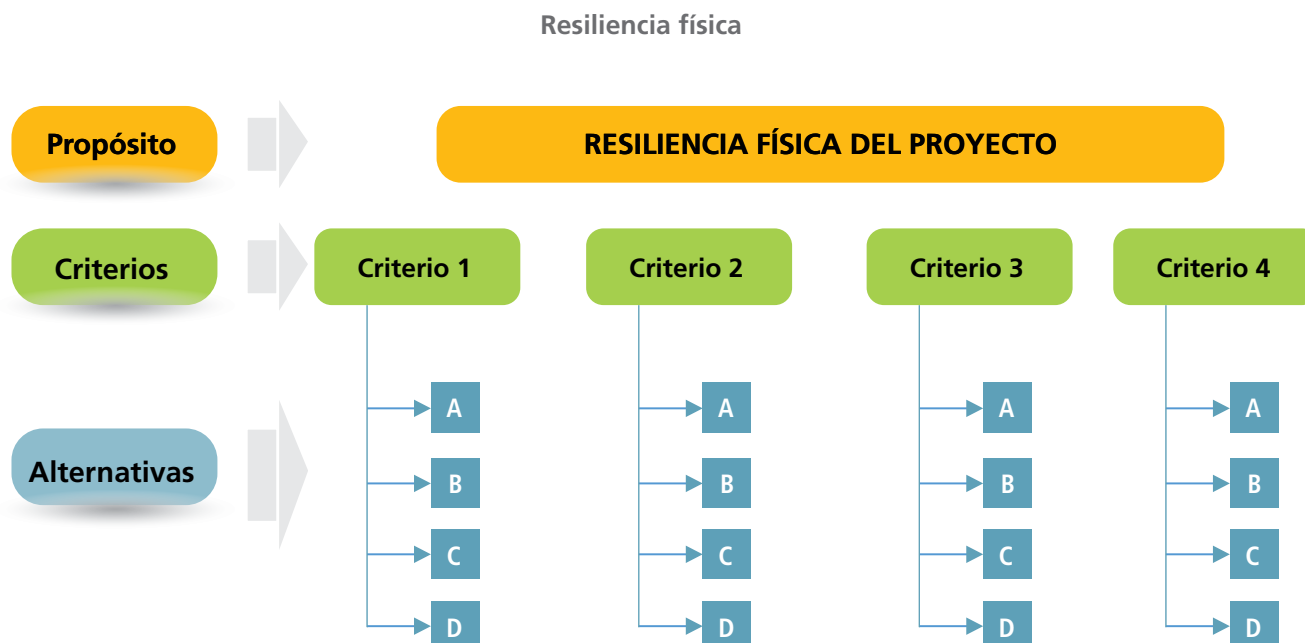 Resiliencia física
Propósito
RESILIENCIA FÍSICA DEL PROYECTO
Criterios
Criterio 1
Criterio 2
Criterio 3
Criterio 4
Alternativas
A
A
A
A
B
B
B
B
C
C
C
C
D
D
D
D